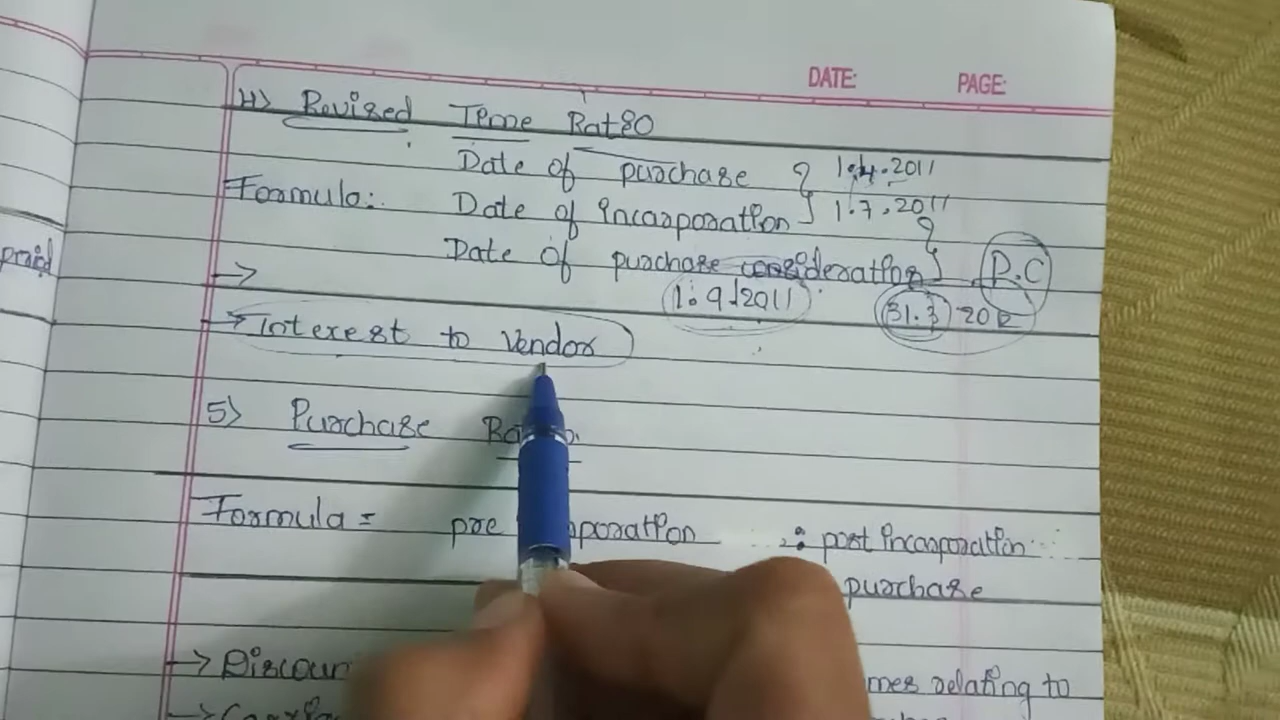 DATE: PAGE:
4) Revised Time Ratio
Date of purchase } 1.4.2011
Formula:. Date of incorporation } 1.7.2011
Date of purchase consideration } P.C
→ 1.9.2011 31.3 2012
→ Interest to Vendor
5) Purchase
Formula = pre : post incorporation
purchase
→
relating to
paid